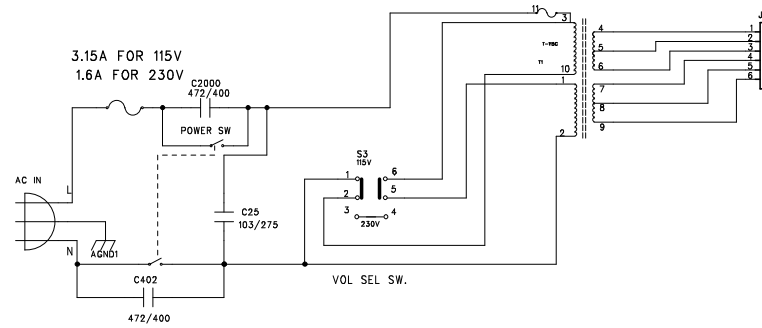 11
3
4
J
1
2
3
4
5
6
5
6
7
8
9
T1
10
1
2
3.15A FOR 115V
1.6A FOR 230V
C2000
472/400
POWER SW
S3
115V
1
6
2
5
3
4
230V
AC IN
L
C25
103/275
AGND1
N
C402
472/400
VOL SEL SW.